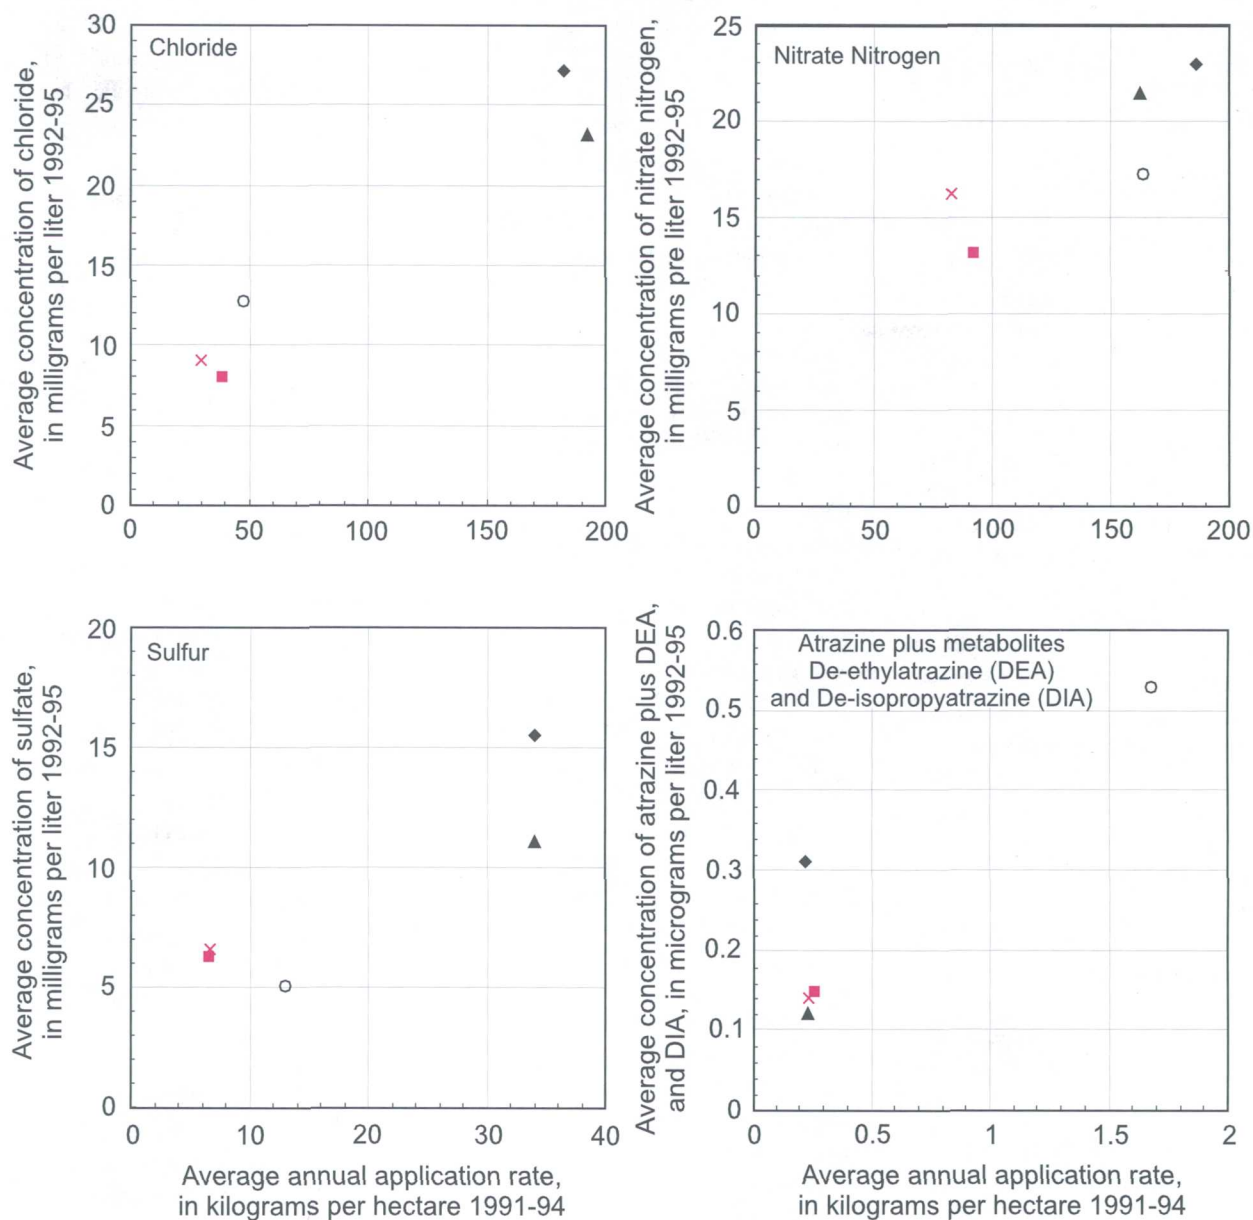 Average concentration of chloride,
in milligrams per liter 1992-95
30
25
20
15
10
5
0
Chloride
0 50 100 150 200
Average concentration of nitrate nitrogen,
in milligrams pre liter 1992-95
25
20
15
10
5
0
Nitrate Nitrogen
0 50 100 150 200
Average concentration of sulfate,
in milligrams per liter 1992-95
20
15
10
5
0
Sulfur
0 10 20 30 40
Average annual application rate,
in kilograms per hectare 1991-94
Average concentration of atrazine plus DEA,
and DIA, in micrograms per liter 1992-95
0.6
0.5
0.4
0.3
0.2
0.1
0
Atrazine plus metabolites
De-ethylatrazine (DEA)
and De-isopropyatrazine (DIA)
0 0.5 1 1.5 2
Average annual application rate,
in kilograms per hectare 1991-94